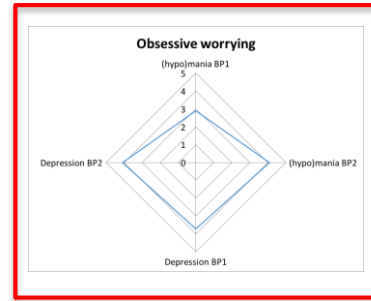 Obsessive worrying
(hypo)mania BP1
5
4
3
2
1
0
Depression BP2
(hypo)mania BP2
Depression BP1